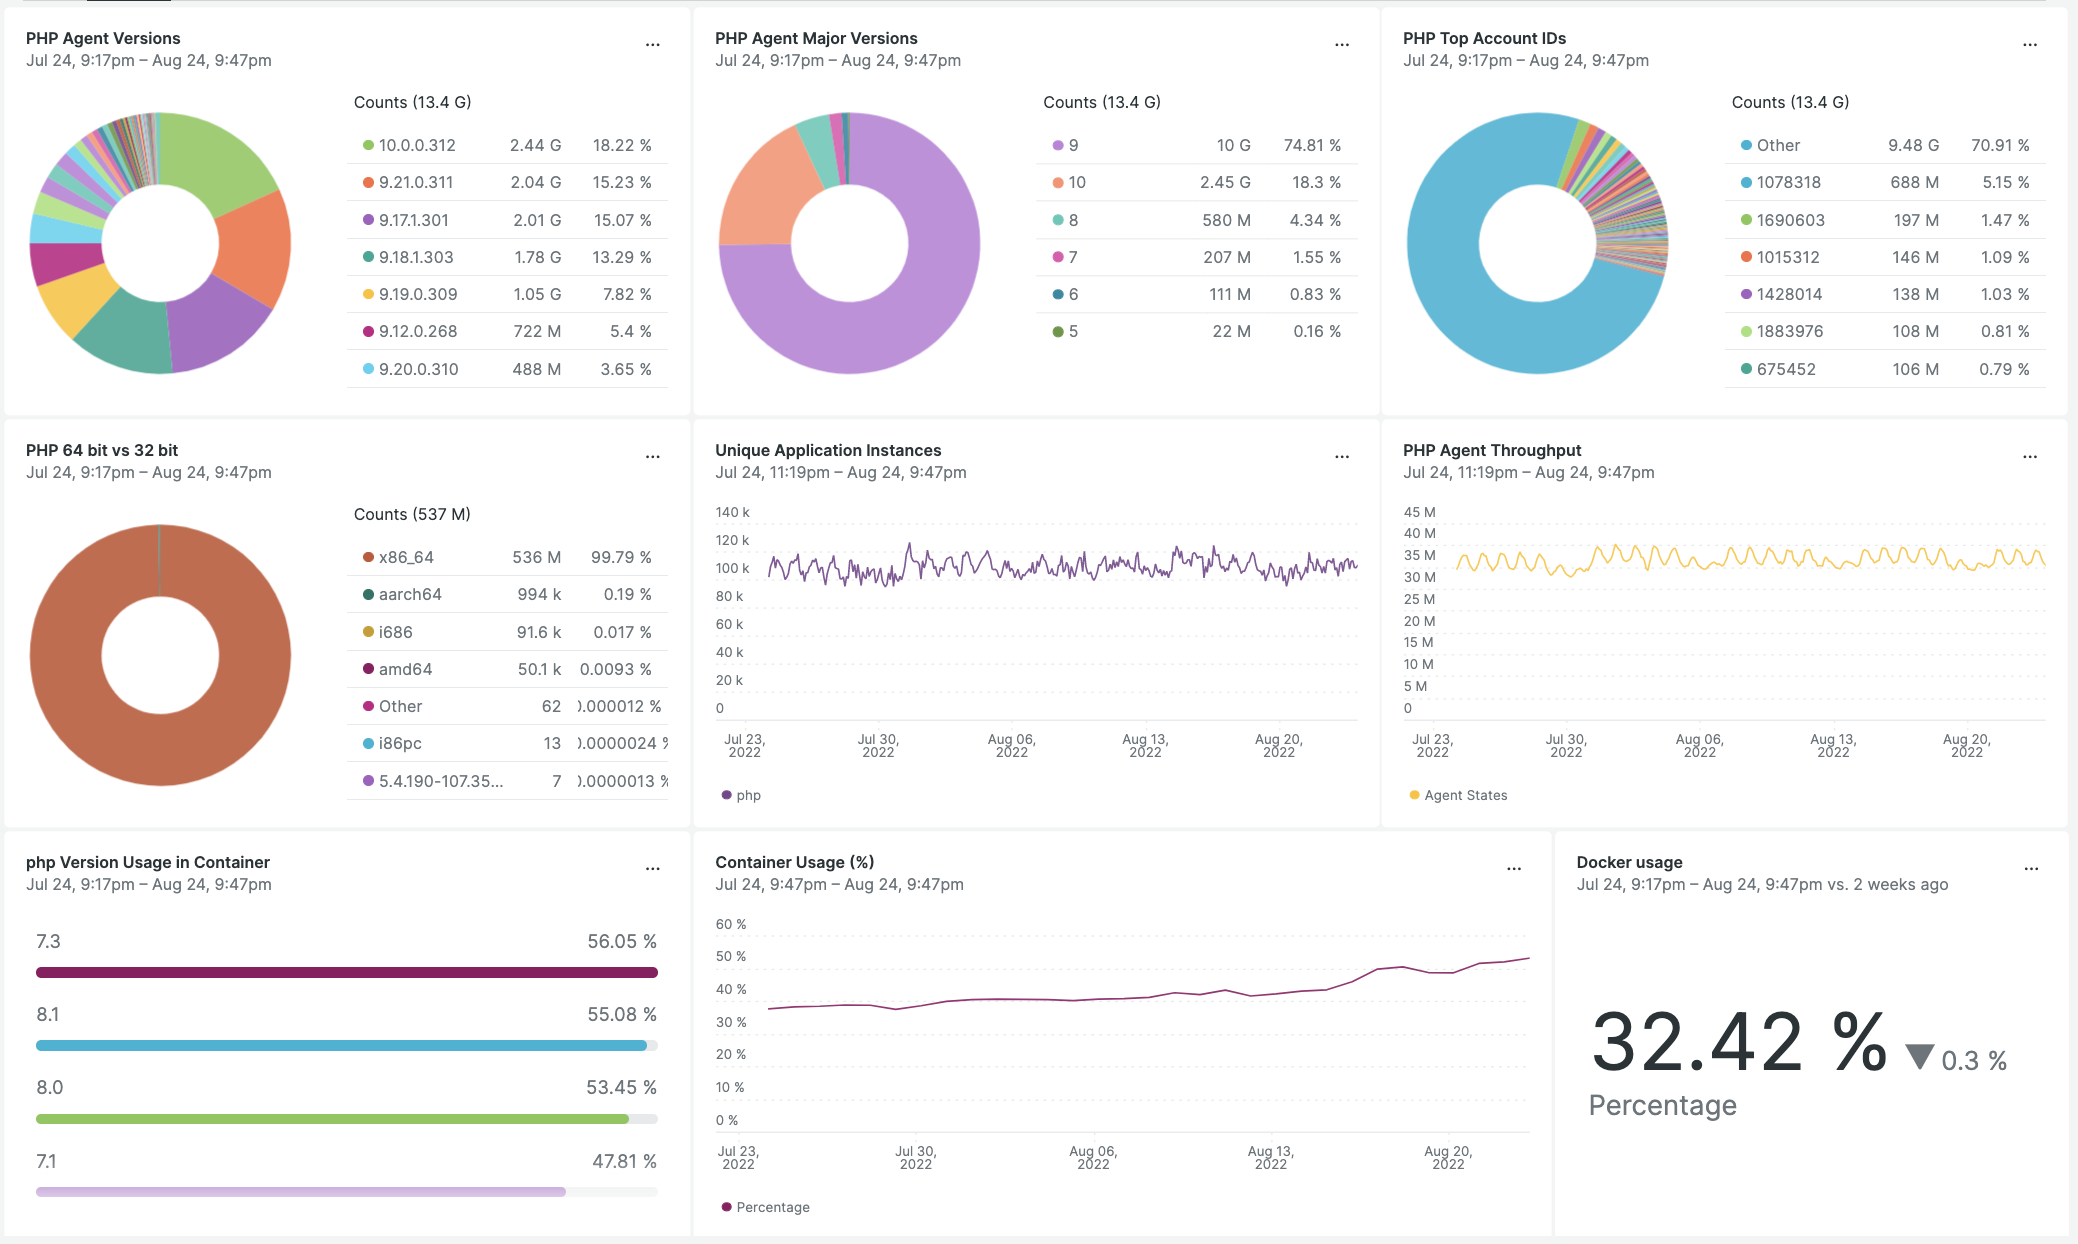 PHP Agent Versions
Jul 24, 9:17pm – Aug 24, 9:47pm
...
Counts (13.4 G)
10.0.0.312 2.44 G 18.22 %
9.21.0.311 2.04 G 15.23 %
9.17.1.301 2.01 G 15.07 %
9.18.1.303 1.78 G 13.29 %
9.19.0.309 1.05 G 7.82 %
9.12.0.268 722 M 5.4 %
9.20.0.310 488 M 3.65 %
PHP Agent Major Versions
Jul 24, 9:17pm – Aug 24, 9:47pm
...
Counts (13.4 G)
9 10 G 74.81 %
10 2.45 G 18.3 %
8 580 M 4.34 %
7 207 M 1.55 %
6 111 M 0.83 %
5 22 M 0.16 %
PHP Top Account IDs
Jul 24, 9:17pm – Aug 24, 9:47pm
...
Counts (13.4 G)
Other 9.48 G 70.91 %
1078318 688 M 5.15 %
1690603 197 M 1.47 %
1015312 146 M 1.09 %
1428014 138 M 1.03 %
1883976 108 M 0.81 %
675452 106 M 0.79 %
PHP 64 bit vs 32 bit
Jul 24, 9:17pm – Aug 24, 9:47pm
...
Counts (537 M)
x86_64 536 M 99.79 %
aarch64 994 k 0.19 %
i686 91.6 k 0.017 %
amd64 50.1 k 0.0093 %
Other 62 .000012 %
i86pc 13 .0000024 %
5.4.190-107.35... 7 .0000013 %
Unique Application Instances
Jul 24, 11:19pm – Aug 24, 9:47pm
...
140 k
120 k
100 k
80 k
60 k
40 k
20 k
0
Jul 23, 2022
Jul 30, 2022
Aug 06, 2022
Aug 13, 2022
Aug 20, 2022
php
PHP Agent Throughput
Jul 24, 11:19pm – Aug 24, 9:47pm
...
45 M
40 M
35 M
30 M
25 M
20 M
15 M
10 M
5 M
0
Jul 23, 2022
Jul 30, 2022
Aug 06, 2022
Aug 13, 2022
Aug 20, 2022
Agent States
php Version Usage in Container
Jul 24, 9:17pm – Aug 24, 9:47pm
...
7.3 56.05 %
8.1 55.08 %
8.0 53.45 %
7.1 47.81 %
Container Usage (%)
Jul 24, 9:47pm – Aug 24, 9:47pm
...
60 %
50 %
40 %
30 %
20 %
10 %
0 %
Jul 23, 2022
Jul 30, 2022
Aug 06, 2022
Aug 13, 2022
Aug 20, 2022
Percentage
Docker usage
Jul 24, 9:17pm – Aug 24, 9:47pm vs. 2 weeks ago
...
32.42 % ▼ 0.3 %
Percentage